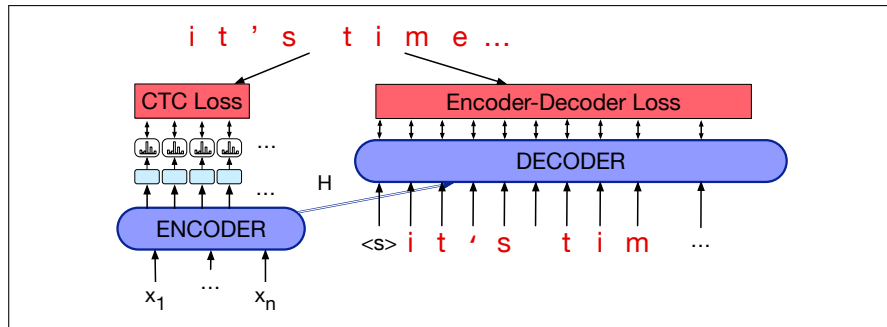 i t ' s t i m e ...
CTC Loss Encoder-Decoder Loss
...
DECODER
... H
ENCODER
<s> i t ' s t i m ...
...
x1 xn